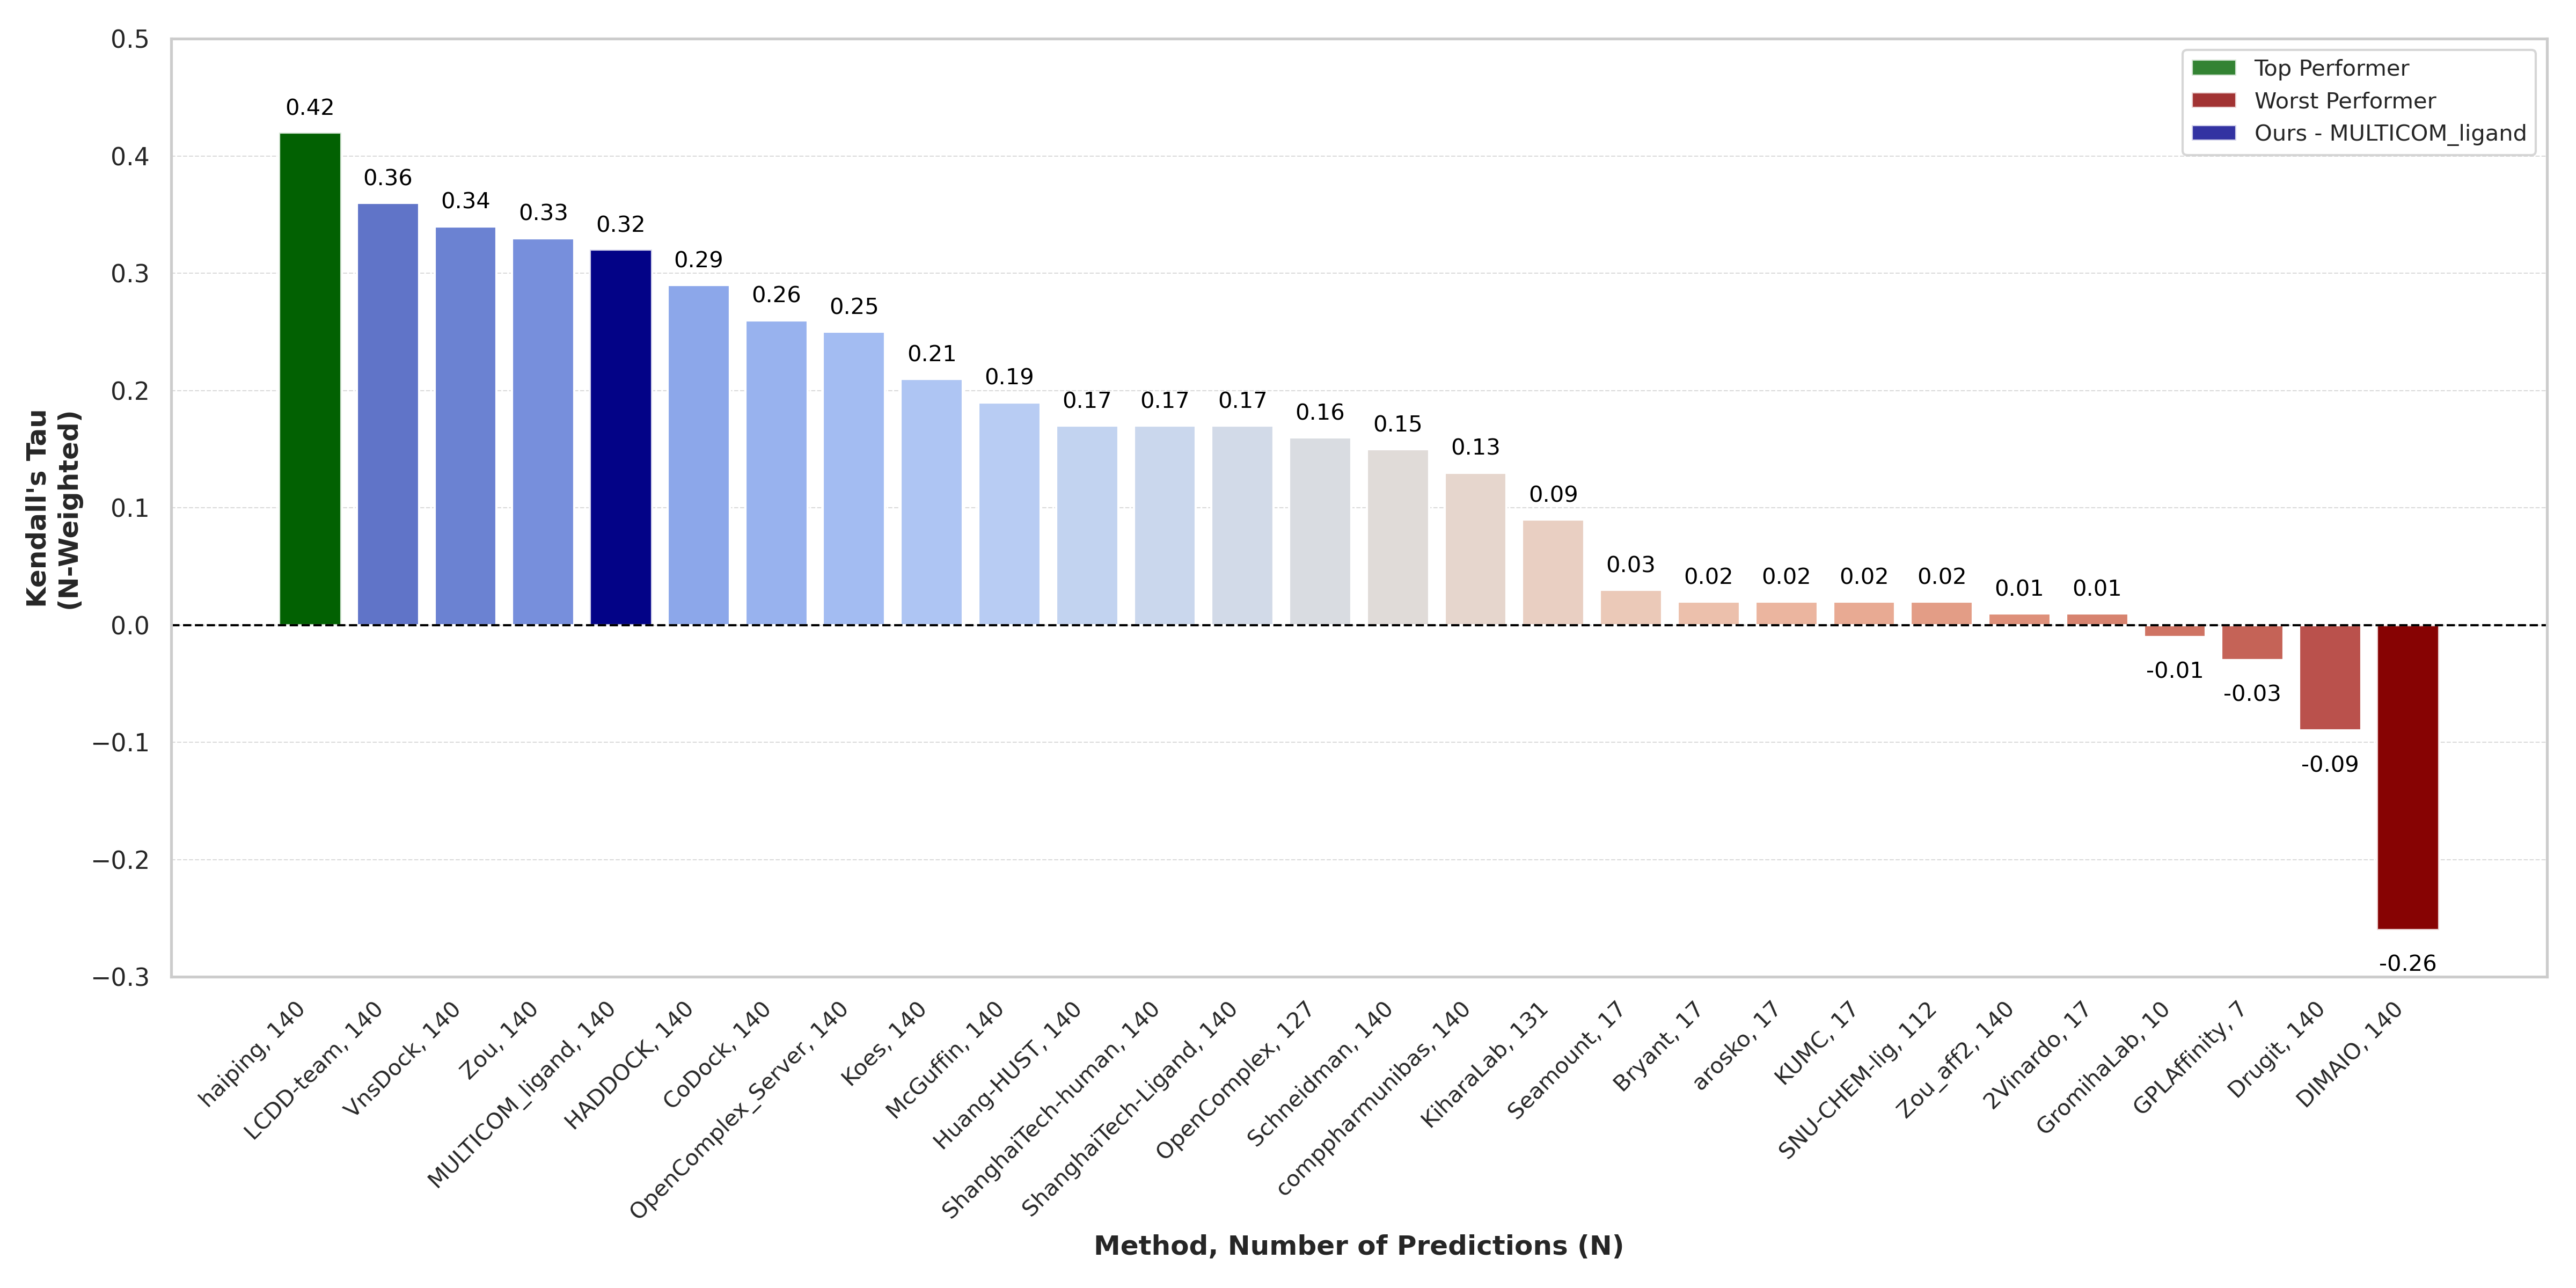 0.5
0.4
0.3
0.2
0.1
0.0
−0.1
−0.2
−0.3
Kendall's Tau
(N-Weighted)
Top Performer
Worst Performer
Ours - MULTICOM_ligand
0.42
0.36
0.34
0.33
0.32
0.29
0.26
0.25
0.21
0.19
0.17
0.17
0.17
0.16
0.15
0.13
0.09
0.03
0.02
0.02
0.02
0.02
0.01
0.01
-0.01
-0.03
-0.09
-0.26
haiping, 140
LCDD-team, 140
VnsDock, 140
Zou, 140
MULTICOM_ligand, 140
HADDOCK, 140
CoDock, 140
OpenComplex_Server, 140
Koes, 140
McGuffin, 140
Huang-HUST, 140
ShanghaiTech-human, 140
ShanghaiTech-Ligand, 140
OpenComplex, 127
Schneidman, 140
comppharmunibas, 140
KiharaLab, 131
Seamount, 17
Bryant, 17
arosko, 17
KUMC, 17
SNU-CHEM-lig, 112
Zou_aff2, 140
2Vinardo, 17
GromihaLab, 10
GPLAffinity, 7
Drugit, 140
DIMAIO, 140
Method, Number of Predictions (N)